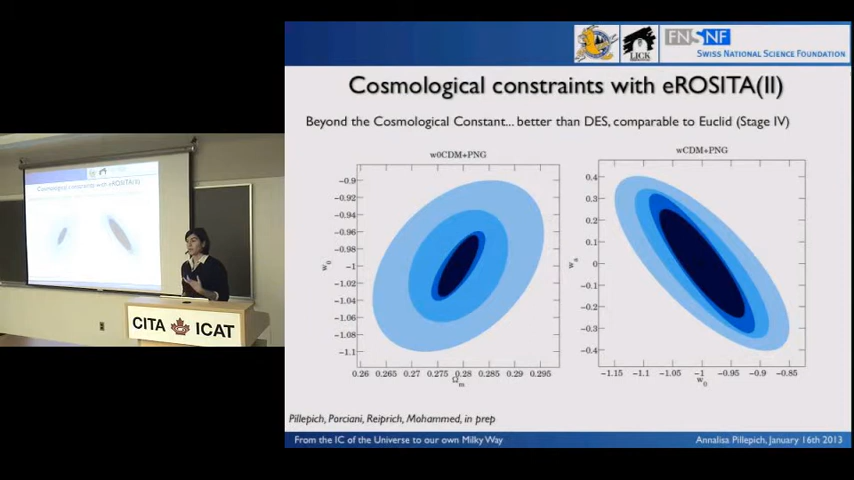 LICK
FNSNF
SWISS NATIONAL SCIENCE FOUNDATION
Cosmological constraints with eROSITA(II)
Beyond the Cosmological Constant... better than DES, comparable to Euclid (Stage IV)
w0CDM+PNG
-0.9
-0.92
-0.94
-0.96
-0.98
-1
-1.02
-1.04
-1.06
-1.08
-1.1
w₀
0.26 0.265 0.27 0.275 0.28 0.285 0.29 0.295
Ωₘ
wCDM+PNG
0.4
0.3
0.2
0.1
0
-0.1
-0.2
-0.3
-0.4
wₐ
-1.15 -1.1 -1.05 -1 -0.95 -0.9 -0.85
w₀
Cosmological constraints with eROSITA(II)
CITA ICAT
Pillepich, Porciani, Reiprich, Mohammed, in prep
From the IC of the Universe to our own Milky Way
Annalisa Pillepich, January 16th 2013